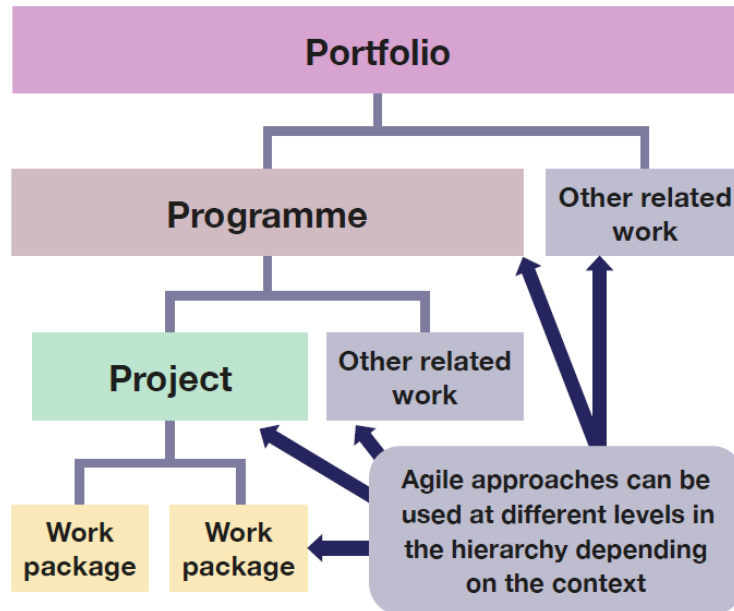 Portfolio
Programme
Other related
work
Project
Other related
work
Work
package
Work
package
Agile approaches can be
used at different levels in
the hierarchy depending
on the context